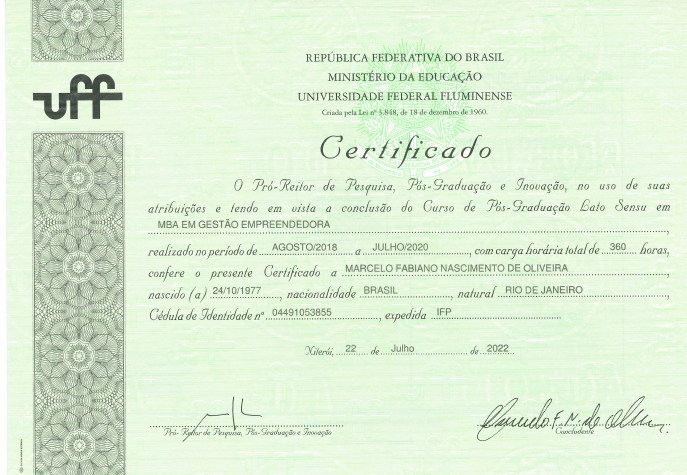 uff
REPÚBLICA FEDERATIVA DO BRASIL
MINISTÉRIO DA EDUCAÇÃO
UNIVERSIDADE FEDERAL FLUMINENSE
Criada pela Lei nº 3.848, de 18 de dezembro de 1960.
Certificado
O Pró-Reitor de Pesquisa, Pós-Graduação e Inovação, no uso de suas
atribuições e tendo em vista a conclusão do Curso de Pós-Graduação Lato Sensu em
MBA EM GESTÃO EMPREENDEDORA,
realizado no período de AGOSTO/2018 a JULHO/2020, com carga horária total de 360 horas,
confere o presente Certificado a MARCELO FABIANO NASCIMENTO DE OLIVEIRA,
nascido (a) 24/10/1977, nacionalidade BRASIL, natural RIO DE JANEIRO,
Cédula de Identidade nº 04491053855, expedida IFP
Niterói, 22 de Julho de 2022
Pró-Reitor de Pesquisa, Pós-Graduação e Inovação
Concludente